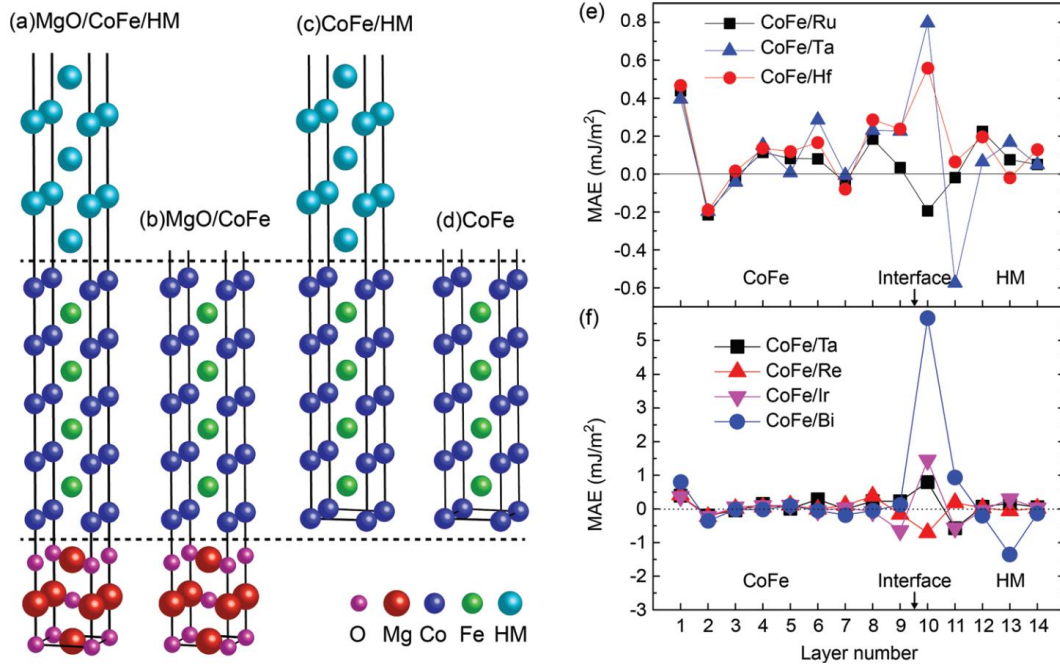 (a)MgO/CoFe/HM
(b)MgO/CoFe
(c)CoFe/HM
(d)CoFe
O Mg Co Fe HM
(e)
CoFe/Ru
CoFe/Ta
CoFe/Hf
MAE (mJ/m²)
0.8
0.6
0.4
0.2
0.0
-0.2
-0.4
-0.6
CoFe Interface HM
(f)
CoFe/Ta
CoFe/Re
CoFe/Ir
CoFe/Bi
MAE (mJ/m²)
5
4
3
2
1
0
-1
-2
-3
CoFe Interface HM
1 2 3 4 5 6 7 8 9 10 11 12 13 14
Layer number